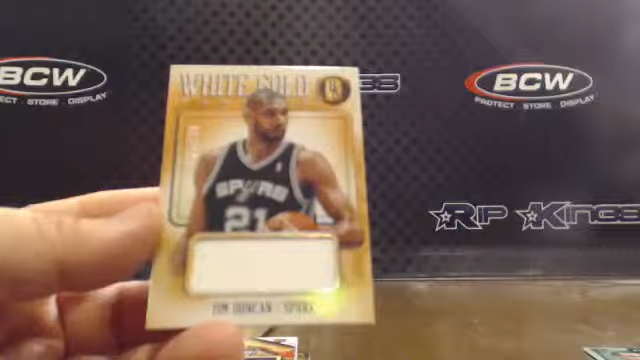 BCW
PROTECT - STORE - DISPLAY
WHITE GOLD
SPURS
21
TIM DUNCAN - SPURS
BCW
PROTECT - STORE - DISPLAY
RIP KINGS